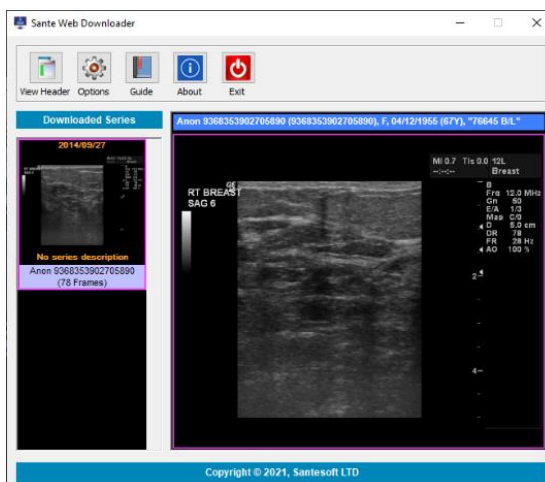 Sante Web Downloader
View Header Options Guide About Exit
Downloaded Series
2014/09/27
No series description
Anon 9368353902705890
(78 Frames)
Anon 9368353902705890 (9368353902705890), F, 04/12/1955 (67Y), "76645 B/L"
RT BREAST
SAG 6
MI 0.7 TIs 0.0 12L
--:--:-- Breast
B
Frq 12.0 MHz
Gn 50
E/A 1/3
Map C/0
D 5.0 cm
DR 78
FR 28 Hz
AO 100 %
2
4
Copyright © 2021, Santesoft LTD